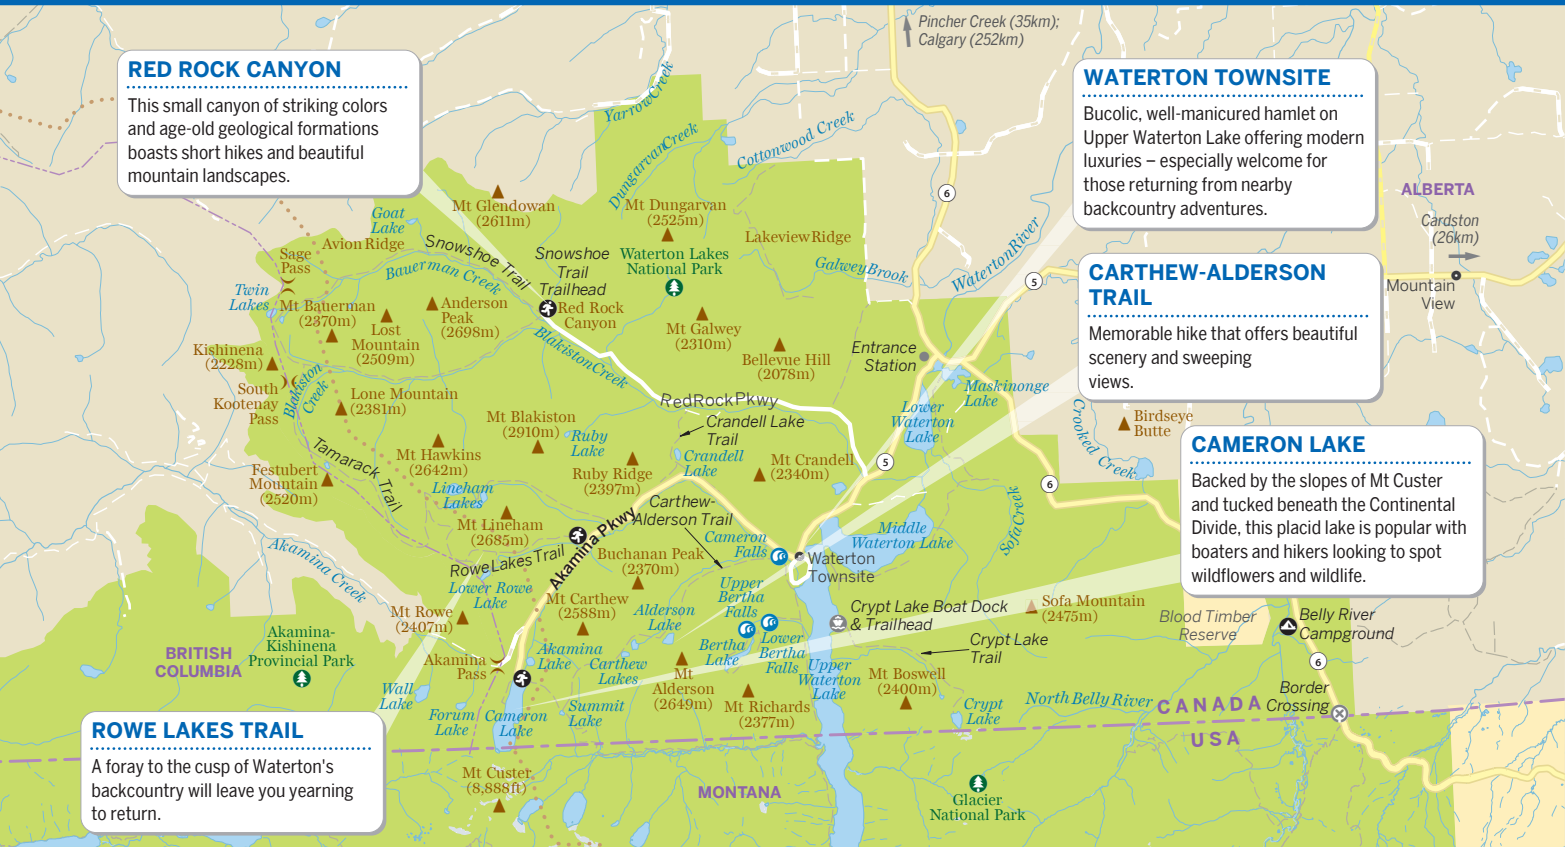 Pincher Creek (35km);
Calgary (252km)
RED ROCK CANYON
This small canyon of striking colors
and age-old geological formations
boasts short hikes and beautiful
mountain landscapes.
WATERTON TOWNSITE
Bucolic, well-manicured hamlet on
Upper Waterton Lake offering modern
luxuries – especially welcome for
those returning from nearby
backcountry adventures.
CARTHEW-ALDERSON
TRAIL
Memorable hike that offers beautiful
scenery and sweeping
views.
CAMERON LAKE
Backed by the slopes of Mt Custer
and tucked beneath the Continental
Divide, this placid lake is popular with
boaters and hikers looking to spot
wildflowers and wildlife.
ROWE LAKES TRAIL
A foray to the cusp of Waterton's
backcountry will leave you yearning
to return.
Yarrow Creek
Dungarvan Creek
Cottonwood Creek
6
ALBERTA
Cardston
(26km)
Mountain
View
Mt Glendowan
(2611m)
Mt Dungarvan
(2525m)
Goat
Lake
Avion Ridge
Snowshoe Trail
Snowshoe
Trail
Trailhead
Waterton Lakes
National Park
Lakeview Ridge
Galwey Brook
Waterton River
5
Sage
Pass
Bauerman Creek
Twin
Lakes
Mt Bauerman
(2370m)
Lost
Mountain
(2509m)
Anderson
Peak
(2698m)
Red Rock
Canyon
Mt Galwey
(2310m)
Bellevue Hill
(2078m)
Entrance
Station
Kishinena
(2228m)
South
Kootenay
Pass
Blakiston
Creek
Blakiston Creek
Lone Mountain
(2381m)
Red Rock Pkwy
Maskinonge
Lake
Lower
Waterton
Lake
Crooked Creek
Birdseye
Butte
Mt Blakiston
(2910m)
Ruby
Lake
Crandell Lake
Trail
Crandell
Lake
Mt Crandell
(2340m)
5
6
Tamarack Trail
Mt Hawkins
(2642m)
Ruby Ridge
(2397m)
Festubert
Mountain
(2520m)
Lineham
Lakes
Mt Lineham
(2685m)
Carthew-
Alderson Trail
Cameron
Falls
Middle
Waterton Lake
Sofa Creek
Akamina Creek
Rowe Lakes Trail
Akamina Pkwy
Buchanan Peak
(2370m)
Waterton
Townsite
Lower Rowe
Lake
Upper
Bertha
Falls
Mt Rowe
(2407m)
Mt Carthew
(2588m)
Alderson
Lake
Crypt Lake Boat Dock
& Trailhead
Sofa Mountain
(2475m)
Blood Timber
Reserve
Belly River
Campground
Akamina-
Kishinena
Provincial Park
BRITISH
COLUMBIA
Akamina
Pass
Akamina
Lake
Carthew
Lakes
Bertha
Lake
Lower
Bertha
Falls
Crypt Lake
Trail
Upper
Waterton
Lake
6
Wall
Lake
Mt
Alderson
(2649m)
Mt Boswell
(2400m)
Forum
Lake
Cameron
Lake
Summit
Lake
Mt Richards
(2377m)
Crypt
Lake
North Belly River
CANADA
USA
Border
Crossing
Mt Custer
(8,888ft)
MONTANA
Glacier
National Park